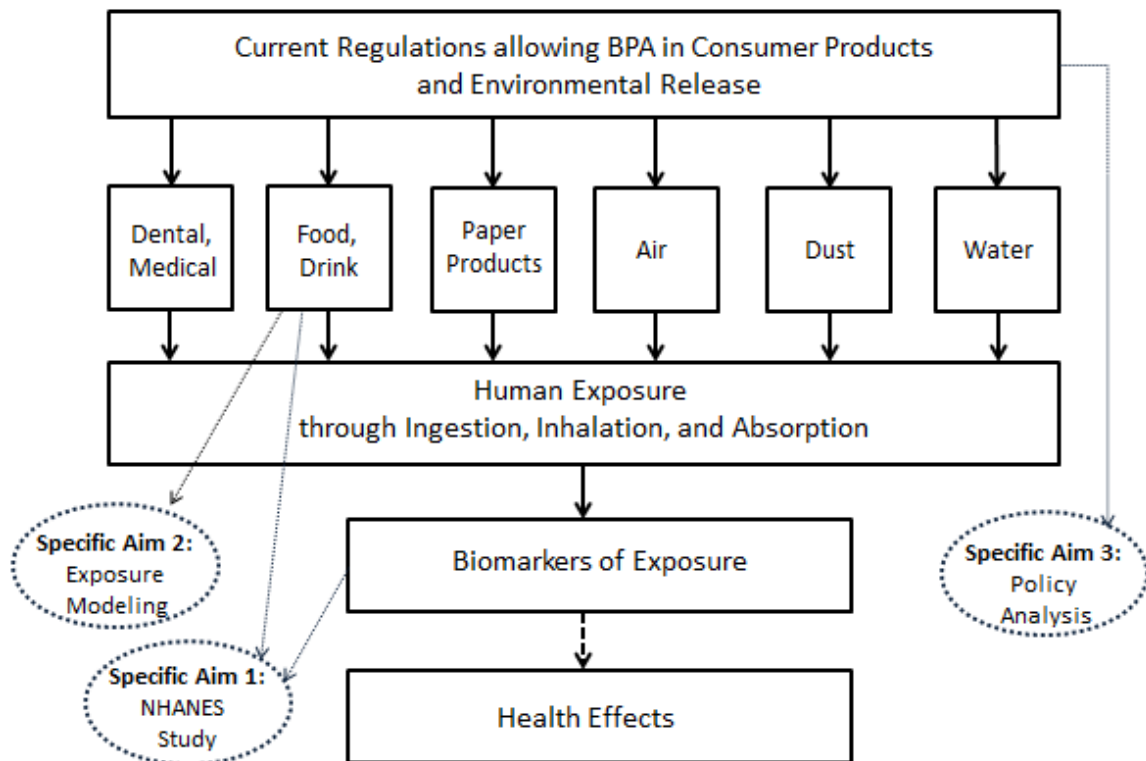 Current Regulations allowing BPA in Consumer Products
and Environmental Release
Dental,
Medical
Food,
Drink
Paper
Products
Air
Dust
Water
Human Exposure
through Ingestion, Inhalation, and Absorption
Specific Aim 2:
Exposure
Modeling
Biomarkers of Exposure
Specific Aim 3:
Policy
Analysis
Specific Aim 1:
NHANES
Study
Health Effects